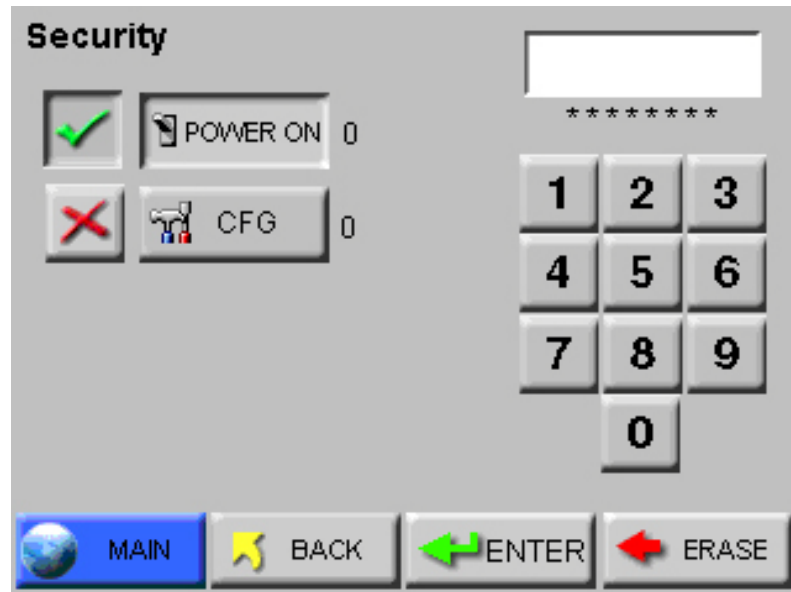 Security
********
POWER ON 0
CFG 0
1 2 3
4 5 6
7 8 9
0
MAIN BACK ENTER ERASE